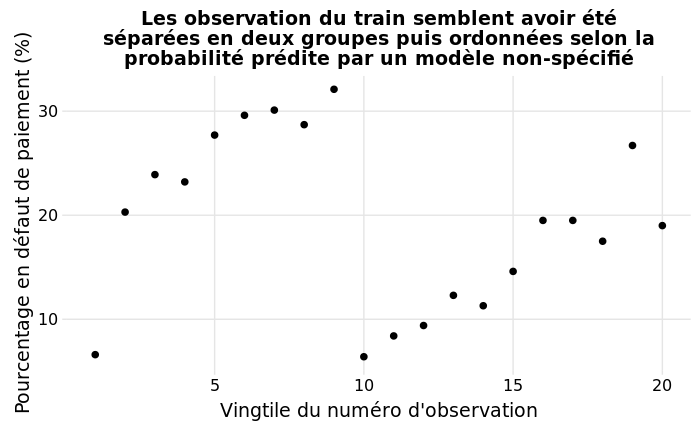 Les observation du train semblent avoir été
séparées en deux groupes puis ordonnées selon la
probabilité prédite par un modèle non-spécifié
Pourcentage en défaut de paiement (%)
30
20
10
5
10
15
20
Vingtile du numéro d'observation